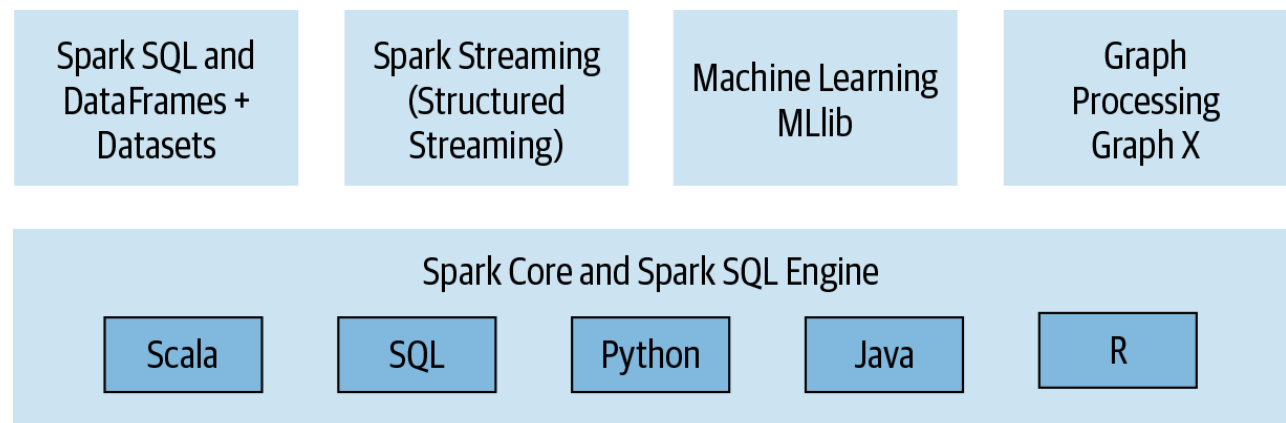 Spark SQL and
DataFrames +
Datasets
Spark Streaming
(Structured
Streaming)
Machine Learning
MLlib
Graph
Processing
Graph X
Spark Core and Spark SQL Engine
Scala
SQL
Python
Java
R